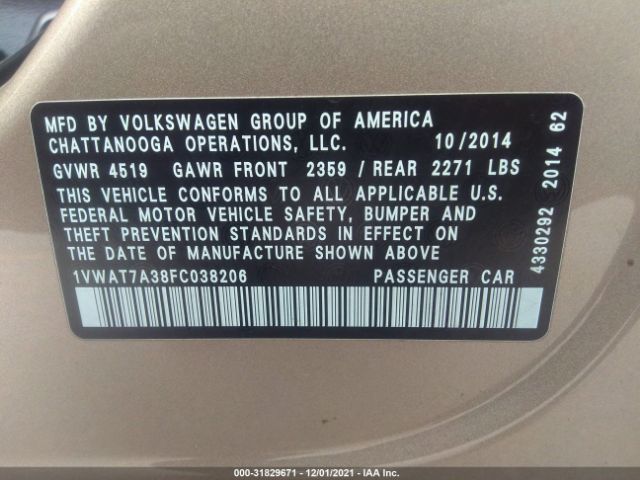 MFD BY VOLKSWAGEN GROUP OF AMERICA
CHATTANOOGA OPERATIONS, LLC. 10/2014
GVWR 4519 GAWR FRONT 2359 / REAR 2271 LBS
THIS VEHICLE CONFORMS TO ALL APPLICABLE U.S.
FEDERAL MOTOR VEHICLE SAFETY, BUMPER AND
THEFT PREVENTION STANDARDS IN EFFECT ON
THE DATE OF MANUFACTURE SHOWN ABOVE
1VWAT7A38FC038206 PASSENGER CAR
4330292 2014 62
000-31829671 - 12/01/2021 - IAA Inc.